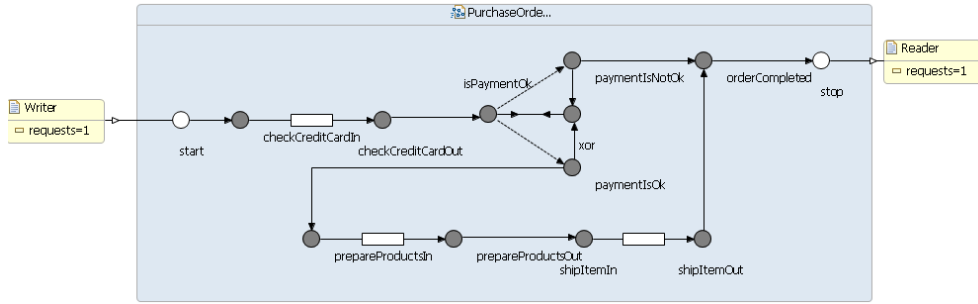 PurchaseOrde...
Reader
requests=1
isPaymentOk
paymentIsNotOk
orderCompleted
stop
Writer
requests=1
start
checkCreditCardIn
checkCreditCardOut
xor
paymentIsOk
prepareProductsIn
prepareProductsOut
shipItemIn
shipItemOut